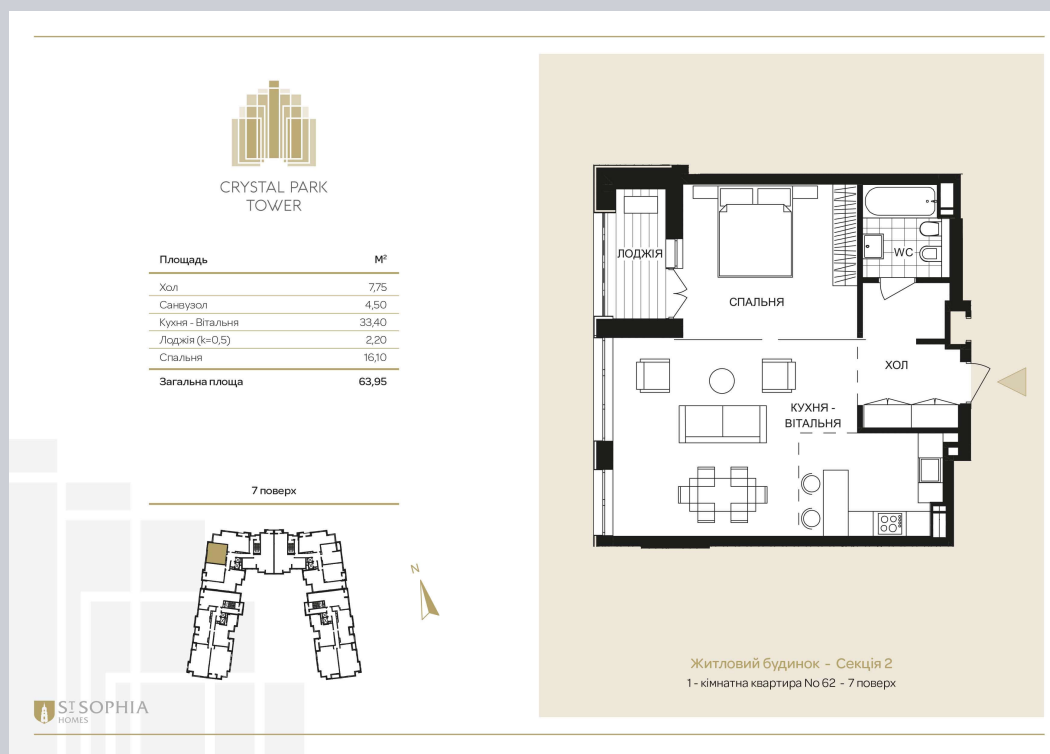 CRYSTAL PARK
TOWER
Площадь М²
Хол 7,75
Санвузол 4,50
Кухня - Вітальня 33,40
Лоджія (k=0,5) 2,20
Спальня 16,10
Загальна площа 63,95
7 поверх
N
ST SOPHIA
HOMES
ЛОДЖІЯ
СПАЛЬНЯ
WC
ХОЛ
КУХНЯ -
ВІТАЛЬНЯ
Житловий будинок - Секція 2
1 - кімнатна квартира No 62 - 7 поверх